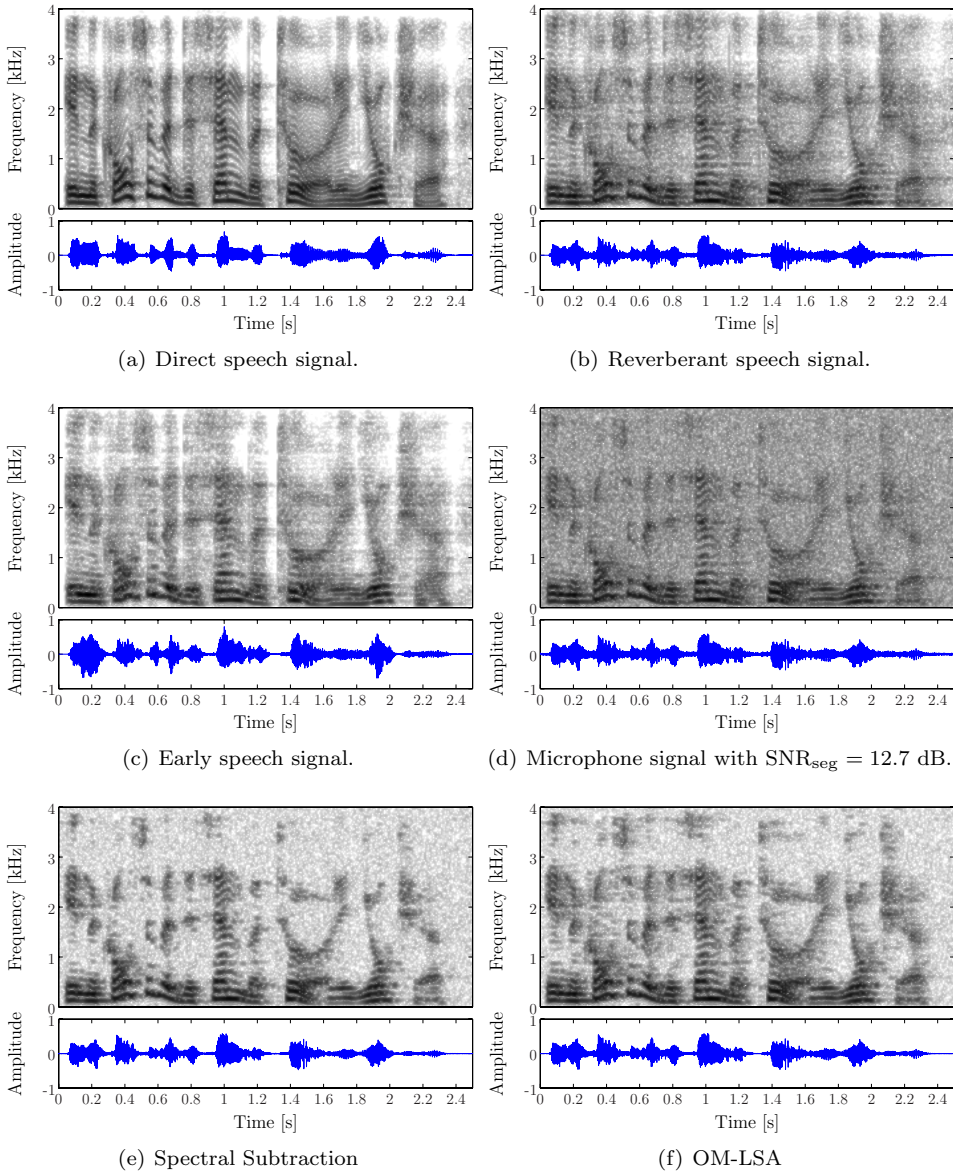 4
3
2
1
0
Frequency [kHz]
1
0
-1
Amplitude
0 0.2 0.4 0.6 0.8 1 1.2 1.4 1.6 1.8 2 2.2 2.4
Time [s]
(a) Direct speech signal.
4
3
2
1
0
Frequency [kHz]
1
0
-1
Amplitude
0 0.2 0.4 0.6 0.8 1 1.2 1.4 1.6 1.8 2 2.2 2.4
Time [s]
(b) Reverberant speech signal.
4
3
2
1
0
Frequency [kHz]
1
0
-1
Amplitude
0 0.2 0.4 0.6 0.8 1 1.2 1.4 1.6 1.8 2 2.2 2.4
Time [s]
(c) Early speech signal.
4
3
2
1
0
Frequency [kHz]
1
0
-1
Amplitude
0 0.2 0.4 0.6 0.8 1 1.2 1.4 1.6 1.8 2 2.2 2.4
Time [s]
(d) Microphone signal with SNRseg = 12.7 dB.
4
3
2
1
0
Frequency [kHz]
1
0
-1
Amplitude
0 0.2 0.4 0.6 0.8 1 1.2 1.4 1.6 1.8 2 2.2 2.4
Time [s]
(e) Spectral Subtraction
4
3
2
1
0
Frequency [kHz]
1
0
-1
Amplitude
0 0.2 0.4 0.6 0.8 1 1.2 1.4 1.6 1.8 2 2.2 2.4
Time [s]
(f) OM-LSA